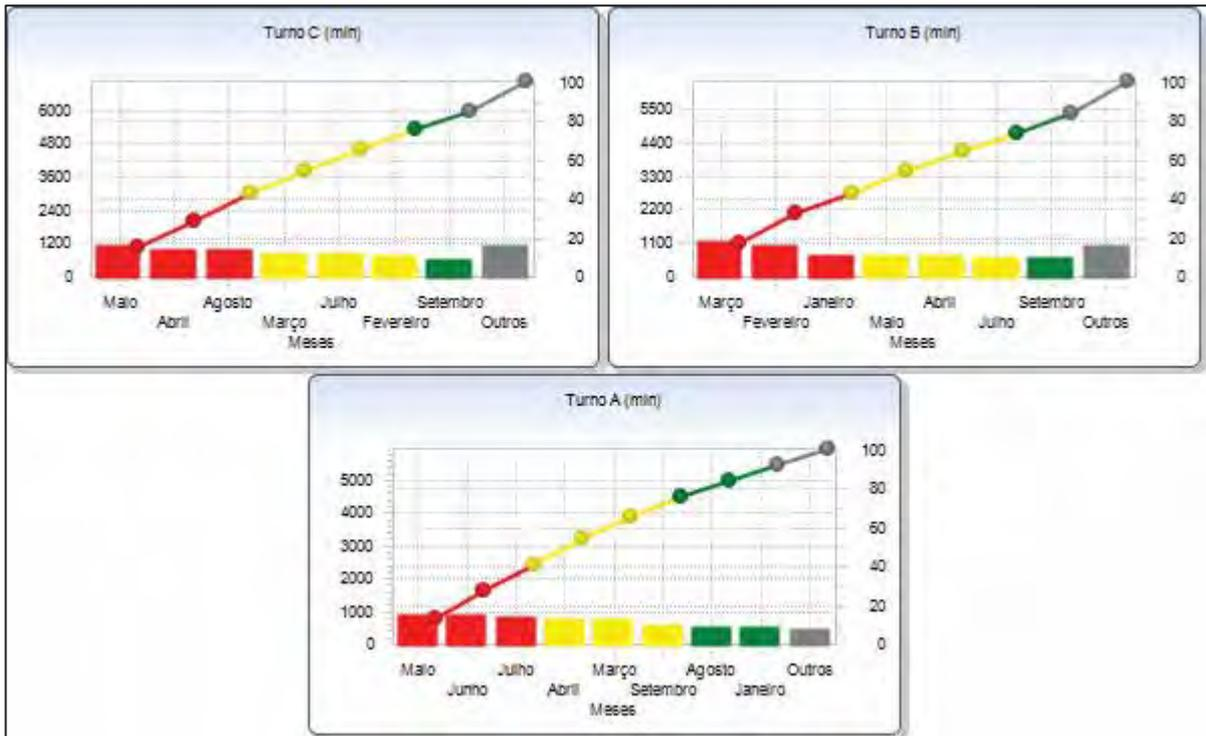 Turno C (min)
100
6000
80
4800
60
3600
40
2400
20
1200
0
0
Maio
Agosto
Julho
Setembro
Abril
Março
Fevereiro
Outros
Meses
Turno B (min)
100
5500
80
4400
60
3300
40
2200
20
1100
0
0
Março
Janeiro
Abril
Setembro
Fevereiro
Maio
Julho
Outros
Meses
Turno A (min)
100
5000
80
4000
60
3000
40
2000
20
1000
0
0
Maio
Julho
Março
Agosto
Outros
Junho
Abril
Setembro
Janeiro
Meses